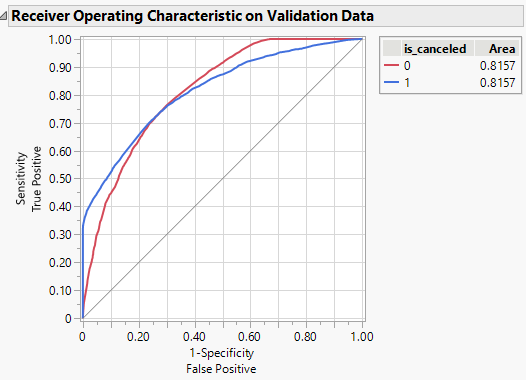 Receiver Operating Characteristic on Validation Data
is_canceled Area
0 0.8157
1 0.8157
Sensitivity
True Positive
1.00
0.90
0.80
0.70
0.60
0.50
0.40
0.30
0.20
0.10
0
0 0.20 0.40 0.60 0.80 1.00
1-Specificity
False Positive